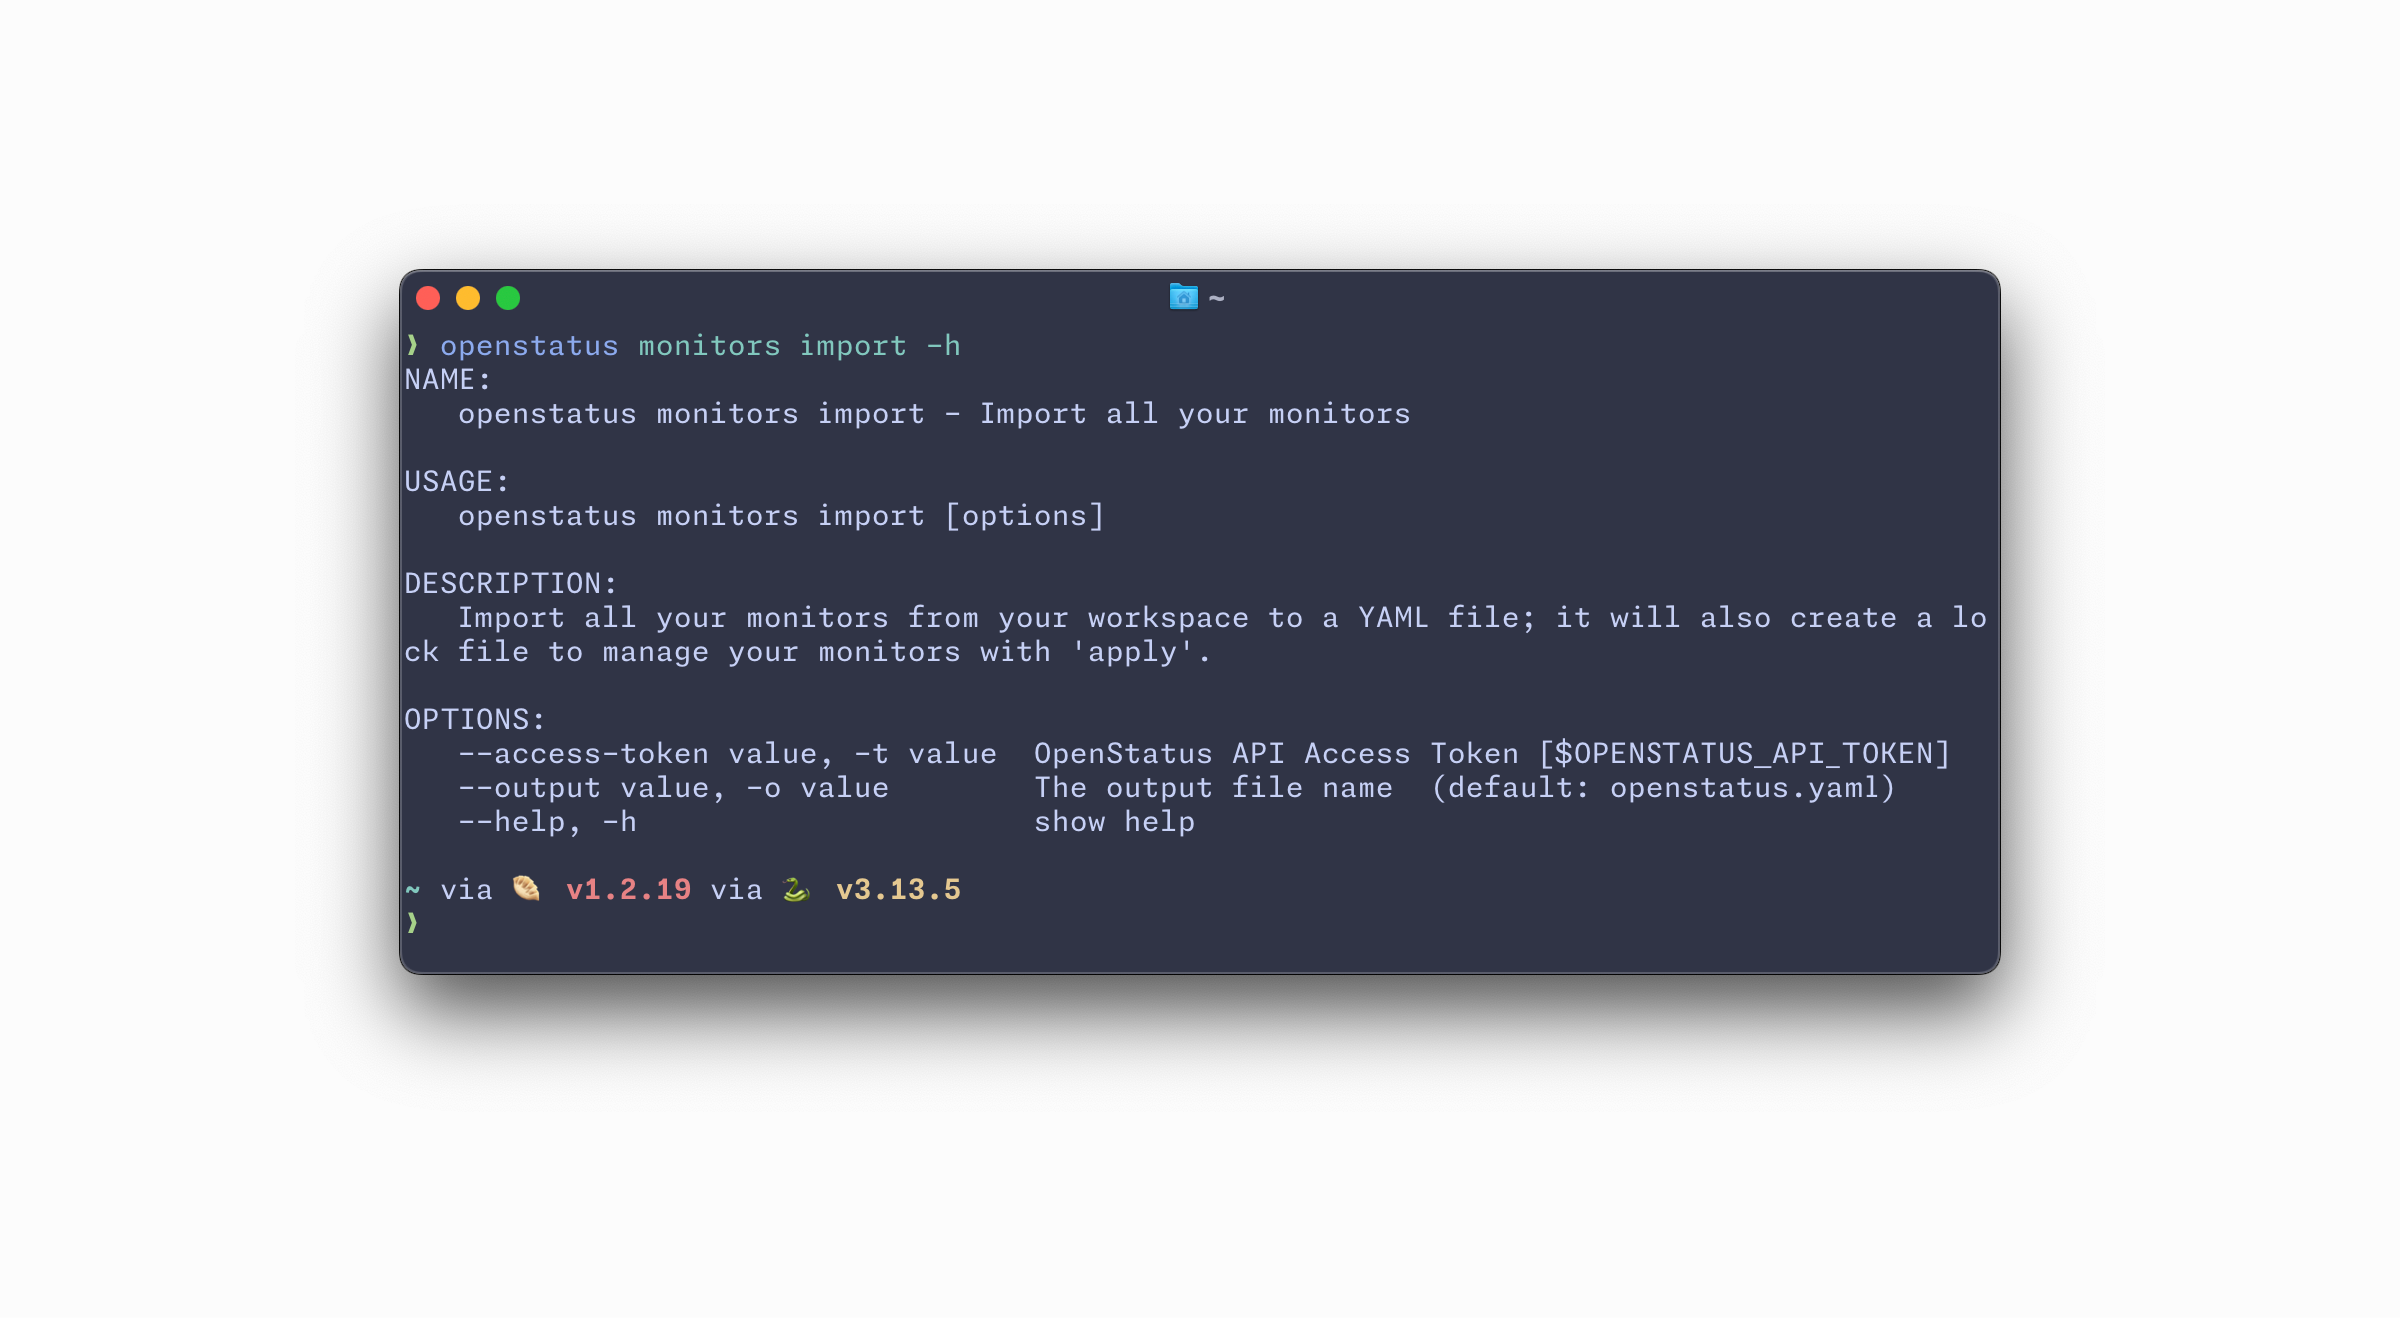 ~
❱ openstatus monitors import -h
NAME:
   openstatus monitors import - Import all your monitors

USAGE:
   openstatus monitors import [options]

DESCRIPTION:
   Import all your monitors from your workspace to a YAML file; it will also create a lo
ck file to manage your monitors with 'apply'.

OPTIONS:
   --access-token value, -t value  OpenStatus API Access Token [$OPENSTATUS_API_TOKEN]
   --output value, -o value        The output file name  (default: openstatus.yaml)
   --help, -h                      show help

~ via 🥟 v1.2.19 via 🐍 v3.13.5
❱